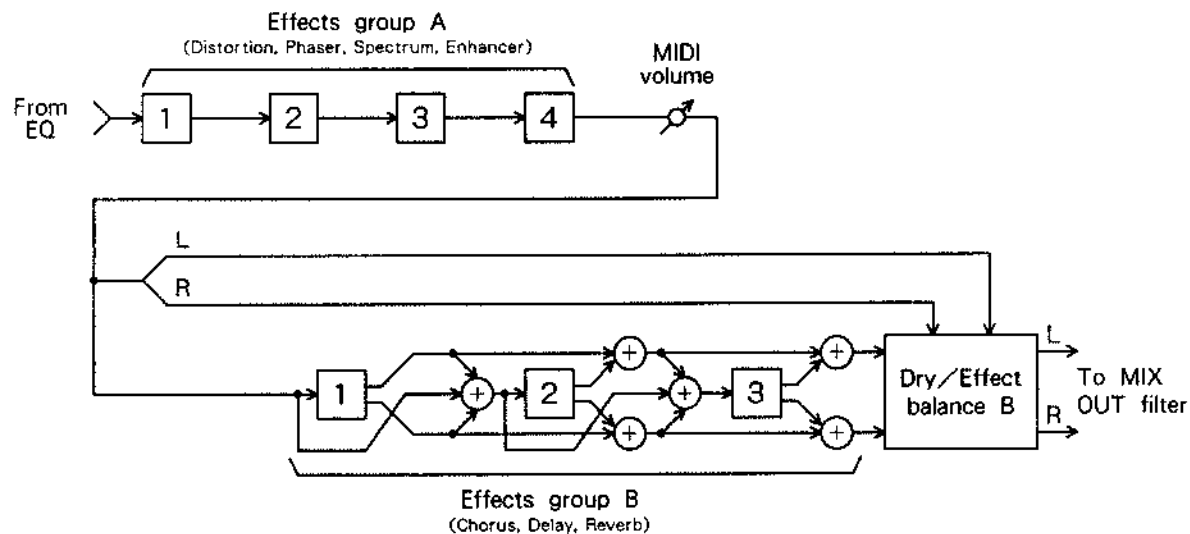 Effects group A
(Distortion, Phaser, Spectrum, Enhancer)
MIDI
volume
From
EQ
1
2
3
4
L
R
1
+
2
+
+
+
3
+
+
Dry/Effect
balance B
L
R
To MIX
OUT filter
Effects group B
(Chorus, Delay, Reverb)